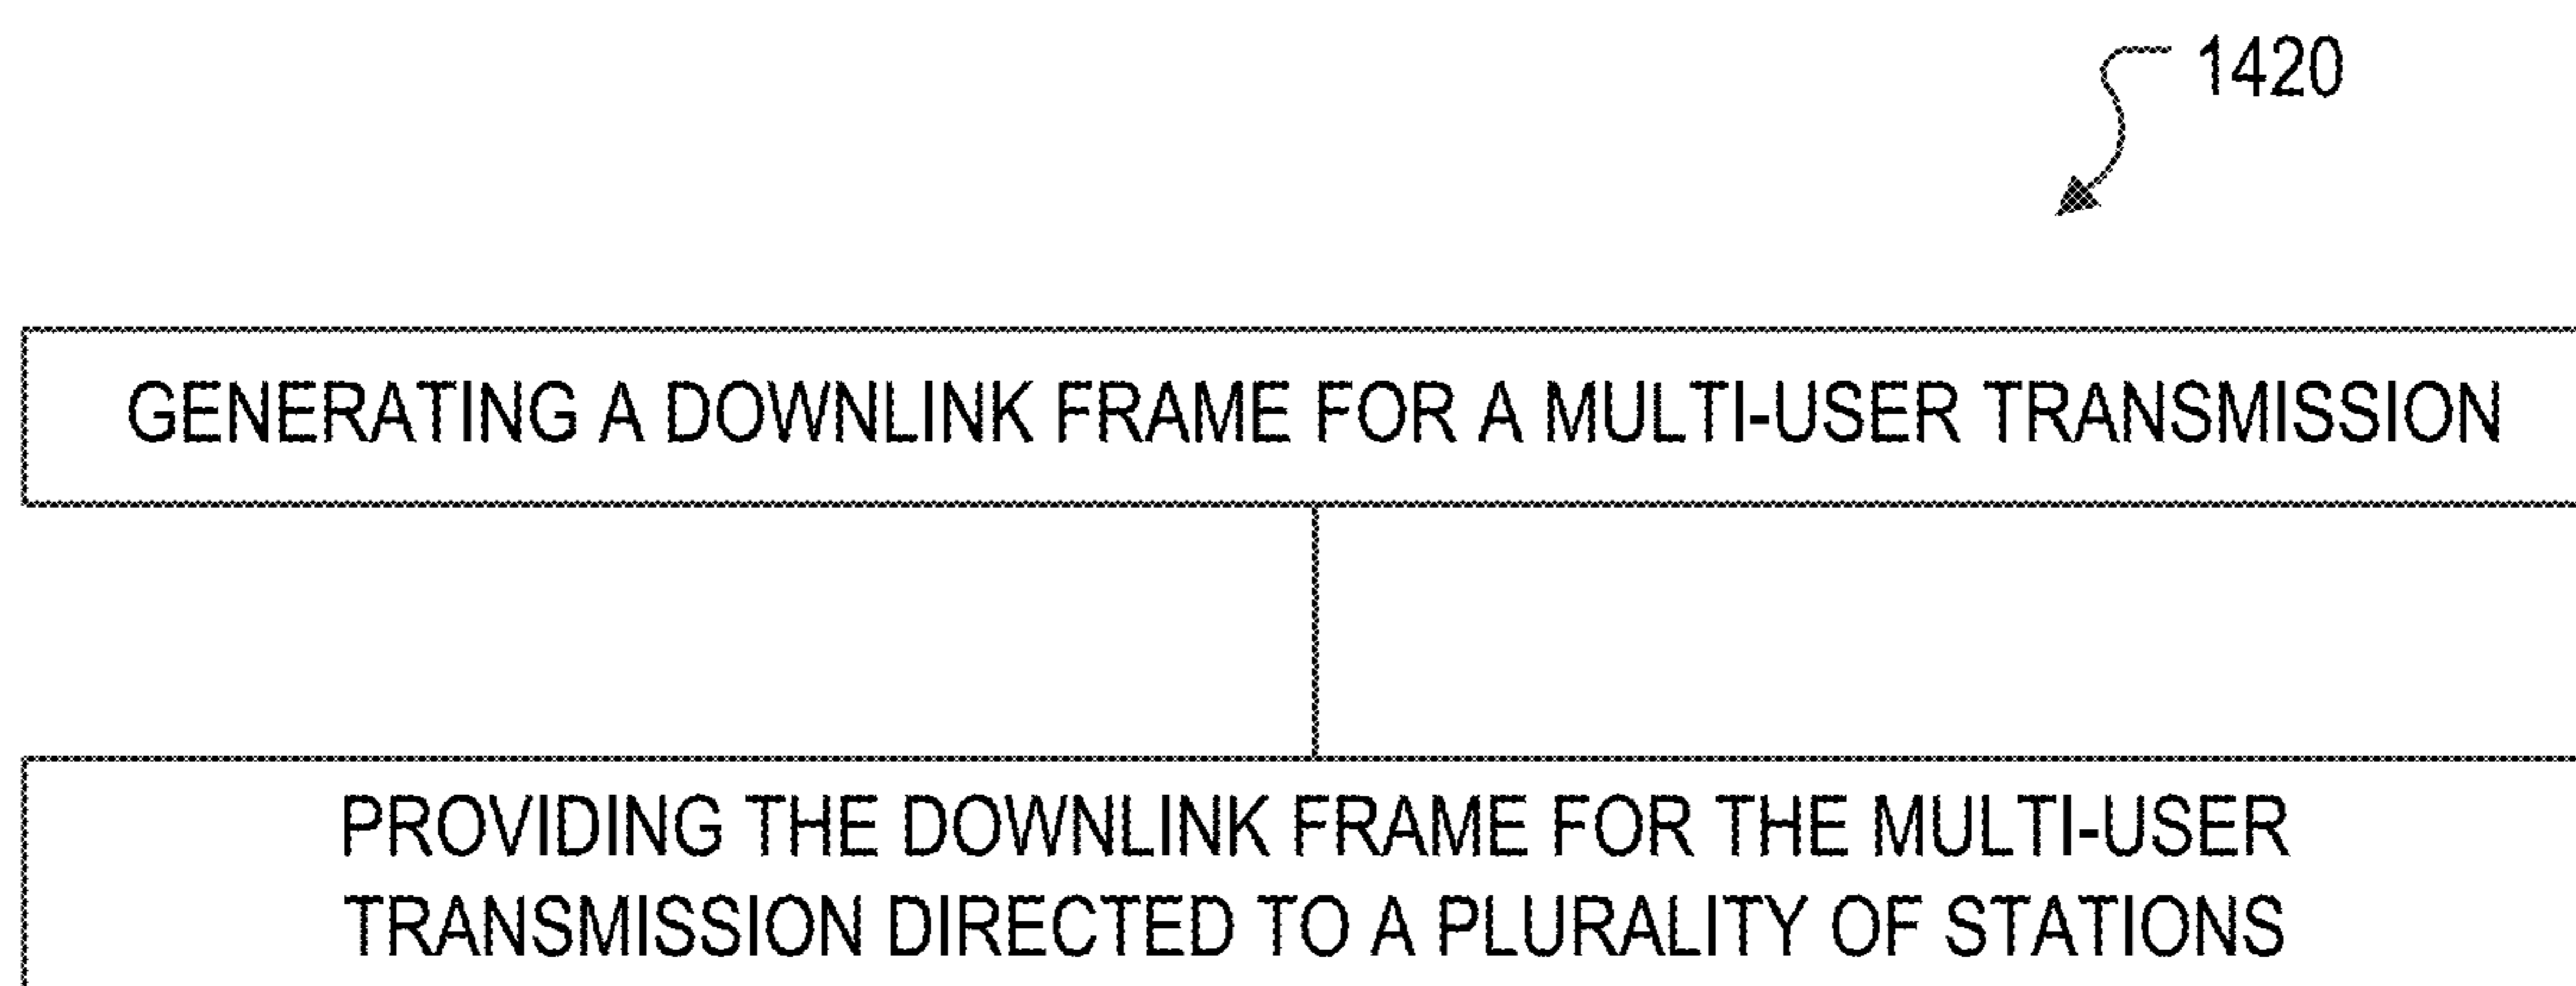 1420
GENERATING A DOWNLINK FRAME FOR A MULTI-USER TRANSMISSION
PROVIDING THE DOWNLINK FRAME FOR THE MULTI-USER
TRANSMISSION DIRECTED TO A PLURALITY OF STATIONS